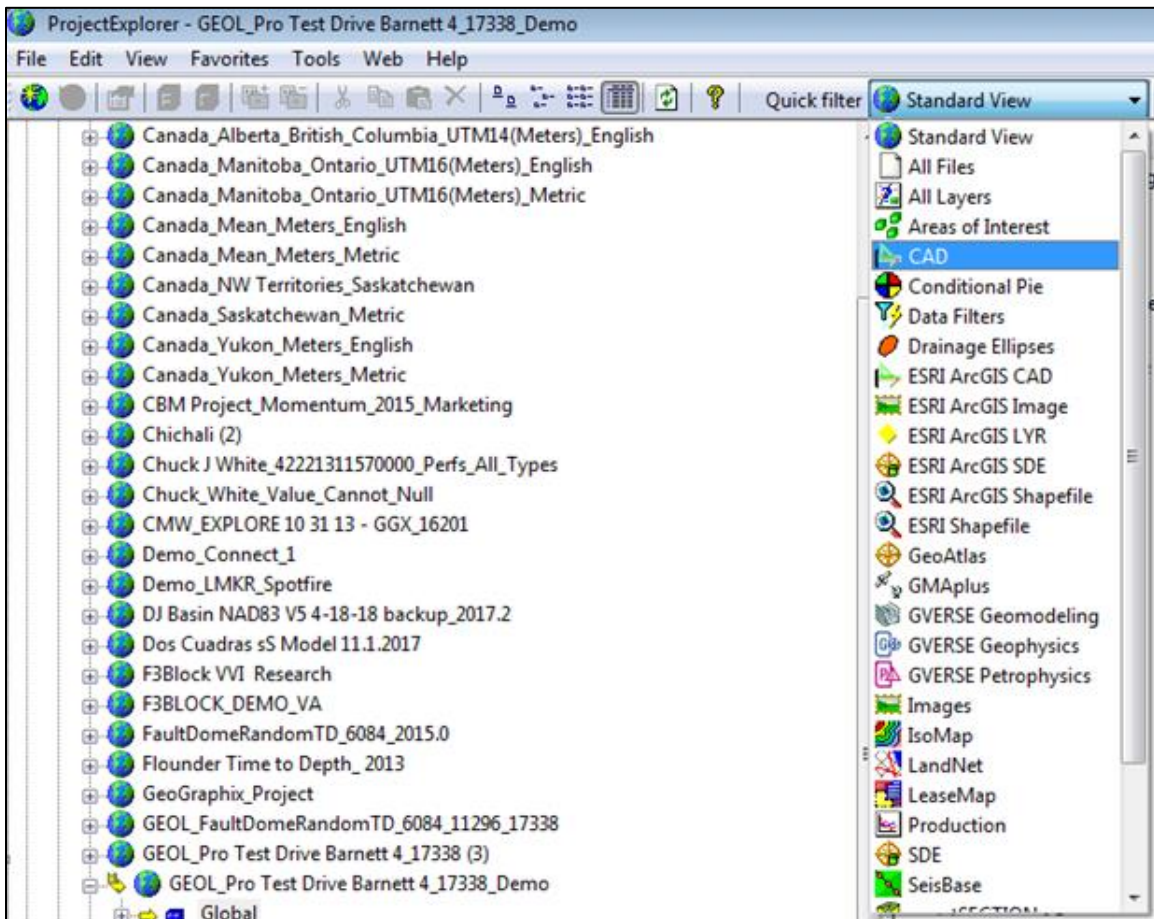 ProjectExplorer - GEOL_Pro Test Drive Barnett 4_17338_Demo
File Edit View Favorites Tools Web Help
Quick filter Standard View
Canada_Alberta_British_Columbia_UTM14(Meters)_English
Canada_Manitoba_Ontario_UTM16(Meters)_English
Canada_Manitoba_Ontario_UTM16(Meters)_Metric
Canada_Mean_Meters_English
Canada_Mean_Meters_Metric
Canada_NW Territories_Saskatchewan
Canada_Saskatchewan_Metric
Canada_Yukon_Meters_English
Canada_Yukon_Meters_Metric
CBM Project_Momentum_2015_Marketing
Chichali (2)
Chuck J White_42221311570000_Perfs_All_Types
Chuck_White_Value_Cannot_Null
CMW_EXPLORE 10 31 13 - GGX_16201
Demo_Connect_1
Demo_LMKR_Spotfire
DJ Basin NAD83 V5 4-18-18 backup_2017.2
Dos Cuadras sS Model 11.1.2017
F3Block VVI Research
F3BLOCK_DEMO_VA
FaultDomeRandomTD_6084_2015.0
Flounder Time to Depth_ 2013
GeoGraphix_Project
GEOL_FaultDomeRandomTD_6084_11296_17338
GEOL_Pro Test Drive Barnett 4_17338 (3)
GEOL_Pro Test Drive Barnett 4_17338_Demo
Global
Standard View
All Files
All Layers
Areas of Interest
CAD
Conditional Pie
Data Filters
Drainage Ellipses
ESRI ArcGIS CAD
ESRI ArcGIS Image
ESRI ArcGIS LYR
ESRI ArcGIS SDE
ESRI ArcGIS Shapefile
ESRI Shapefile
GeoAtlas
GMAplus
GVERSE Geomodeling
GVERSE Geophysics
GVERSE Petrophysics
Images
IsoMap
LandNet
LeaseMap
Production
SDE
SeisBase